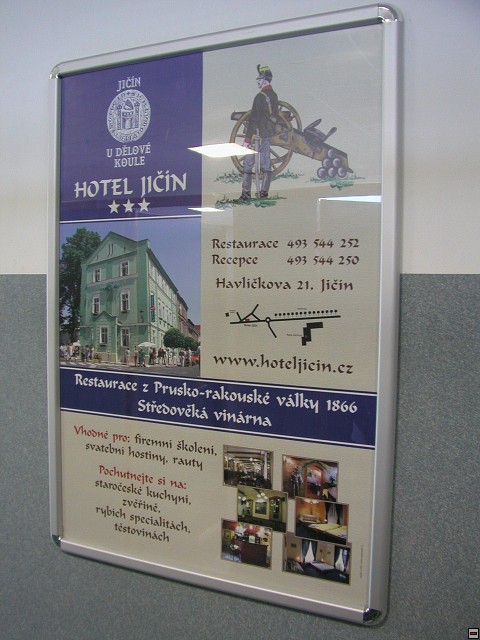 JIČÍN
U DĚLOVÉ
KOULE
HOTEL JIČÍN
Restaurace 493 544 252
Recepce 493 544 250
Havlíčkova 21, Jičín
www.hoteljicin.cz
Restaurace z Prusko-rakouské války 1866
Středověká vinárna
Vhodné pro: firemní školení,
svatební hostiny, rauty
Pochutnejte si na:
staročeské kuchyni,
zvěřině,
rybích specialitách,
těstovinách